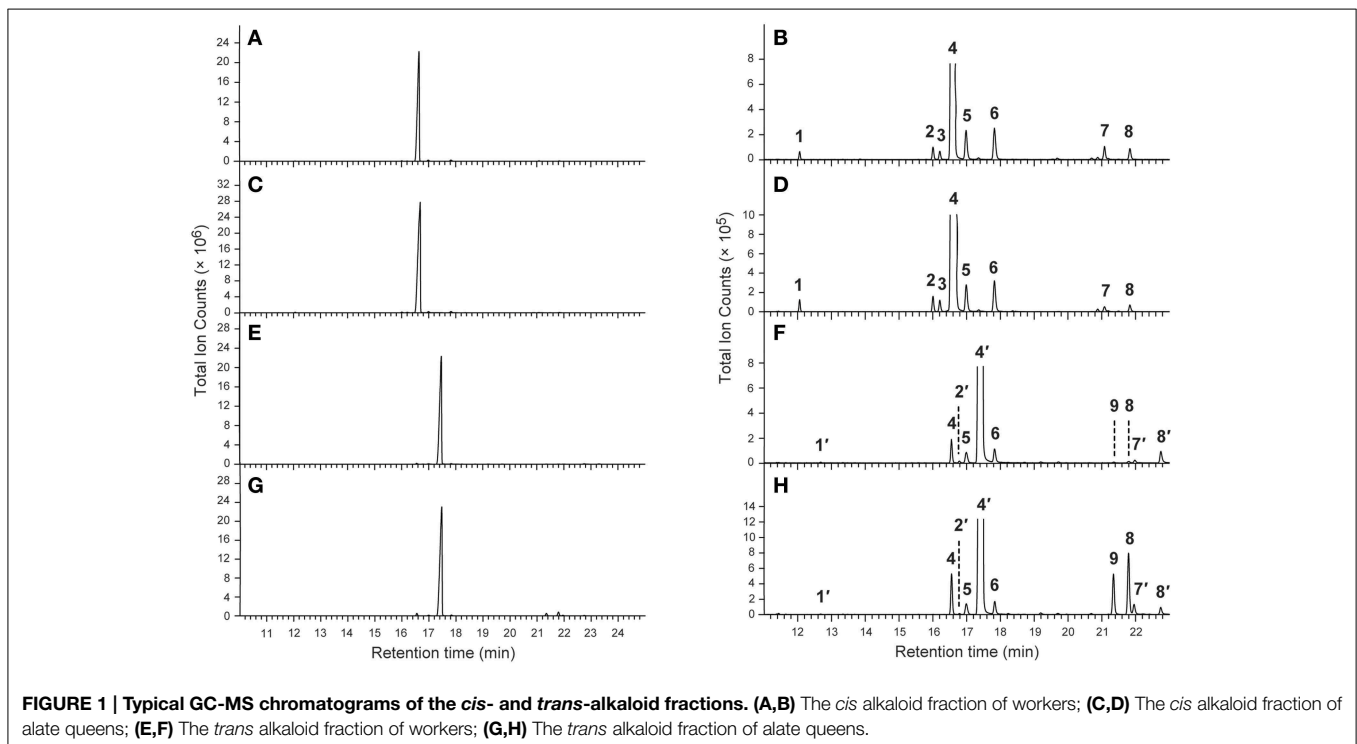 A
24
20
16
12
8
4
0
C
32
28
24
20
16
12
8
4
0
E
28
24
20
16
12
8
4
0
G
28
24
20
16
12
8
4
0
Total Ion Counts (× 10⁶)
11 12 13 14 15 16 17 18 19 20 21 22 23 24
Retention time (min)
B
8
6
4
2
0
1 2 3 4 5 6 7 8
D
10
8
6
4
2
0
1 2 3 4 5 6 7 8
F
8
6
4
2
0
1′ 4 2′ 5 4′ 6 9 8 7′ 8′
H
14
12
10
8
6
4
2
0
1′ 4 2′ 5 4′ 6 9 8 7′ 8′
Total Ion Counts (× 10⁵)
12 13 14 15 16 17 18 19 20 21 22
Retention time (min)
FIGURE 1 | Typical GC-MS chromatograms of the cis- and trans-alkaloid fractions. (A,B) The cis alkaloid fraction of workers; (C,D) The cis alkaloid fraction of
alate queens; (E,F) The trans alkaloid fraction of workers; (G,H) The trans alkaloid fraction of alate queens.